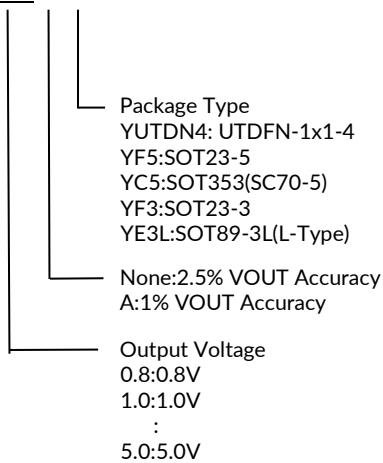 Package Type
YUTDN4: UTDFN-1x1-4
YF5:SOT23-5
YC5:SOT353(SC70-5)
YF3:SOT23-3
YE3L:SOT89-3L(L-Type)
None:2.5% VOUT Accuracy
A:1% VOUT Accuracy
Output Voltage
0.8:0.8V
1.0:1.0V
:
5.0:5.0V